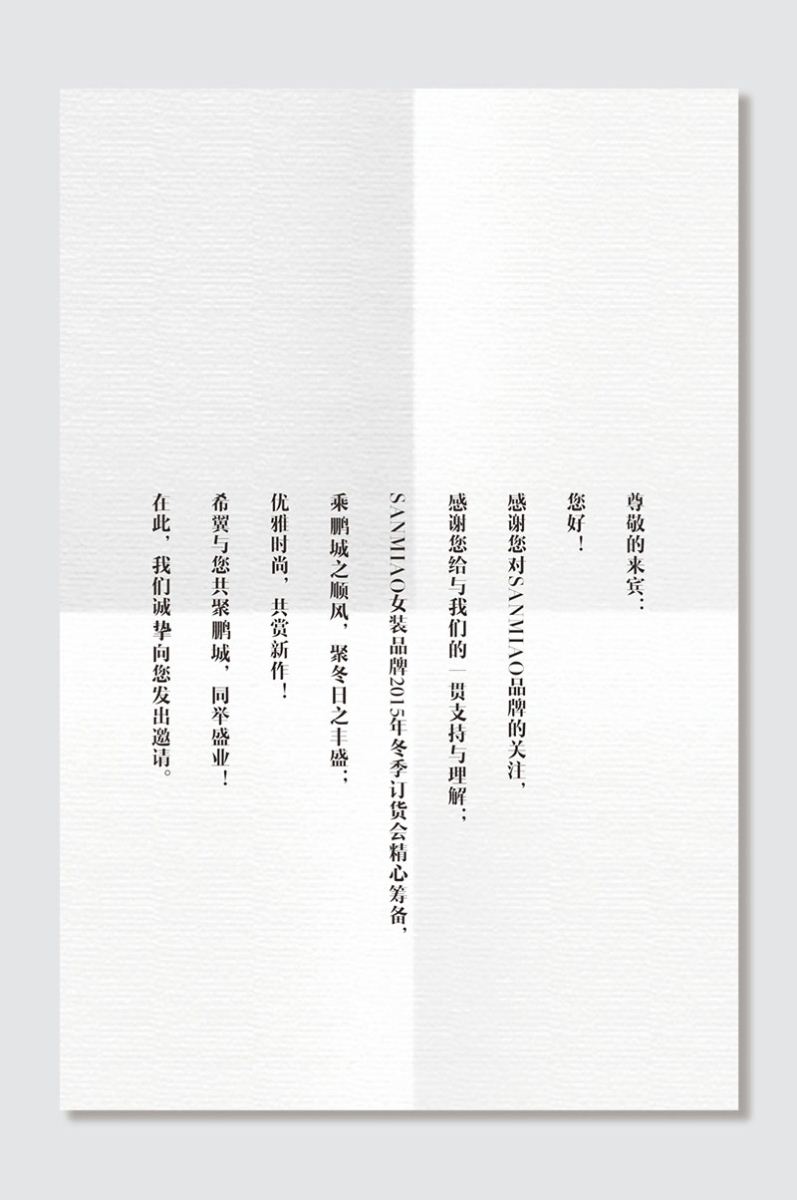 尊敬的来宾：
您好！
感谢您对SANMIAO品牌的关注，
感谢您给与我们的一贯支持与理解；
SANMIAO女装品牌2015年冬季订货会精心筹备，
乘鹏城之顺风，聚冬日之丰盛；
优雅时尚，共赏新作！
希翼与您共聚鹏城，同举盛业！
在此，我们诚挚向您发出邀请。